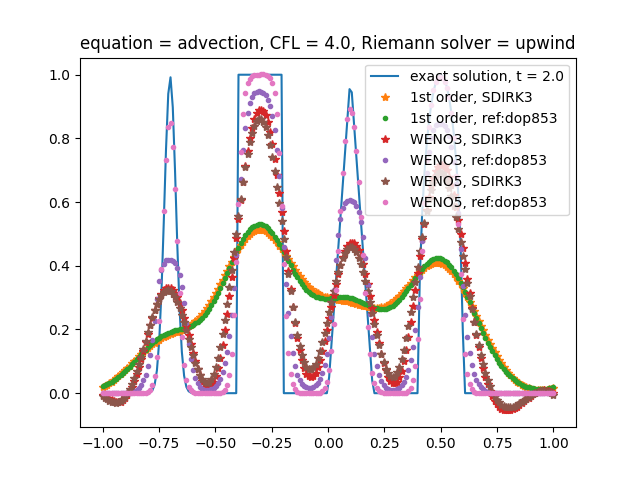 equation = advection, CFL = 4.0, Riemann solver = upwind
exact solution, t = 2.0
1st order, SDIRK3
1st order, ref:dop853
WENO3, SDIRK3
WENO3, ref:dop853
WENO5, SDIRK3
WENO5, ref:dop853
1.0
0.8
0.6
0.4
0.2
0.0
−1.00 −0.75 −0.50 −0.25 0.00 0.25 0.50 0.75 1.00